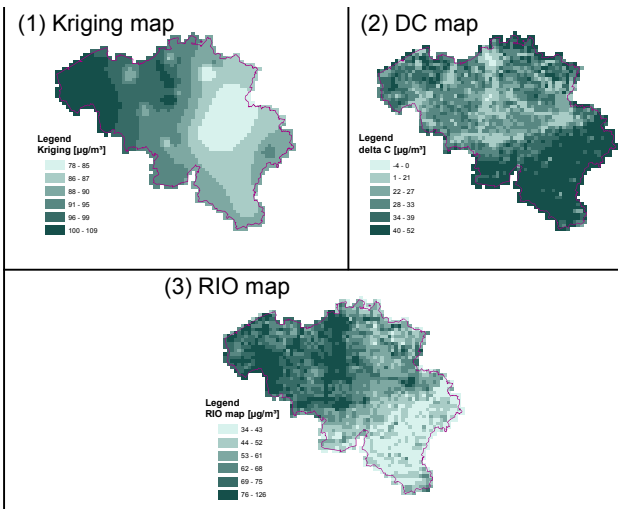 (1) Kriging map
Legend
Kriging [µg/m³]
78 - 85
86 - 87
88 - 90
91 - 95
96 - 99
100 - 109
(2) DC map
Legend
delta C [µg/m³]
-4 - 0
1 - 21
22 - 27
28 - 33
34 - 39
40 - 52
(3) RIO map
Legend
RIO map [µg/m³]
34 - 43
44 - 52
53 - 61
62 - 68
69 - 75
76 - 126